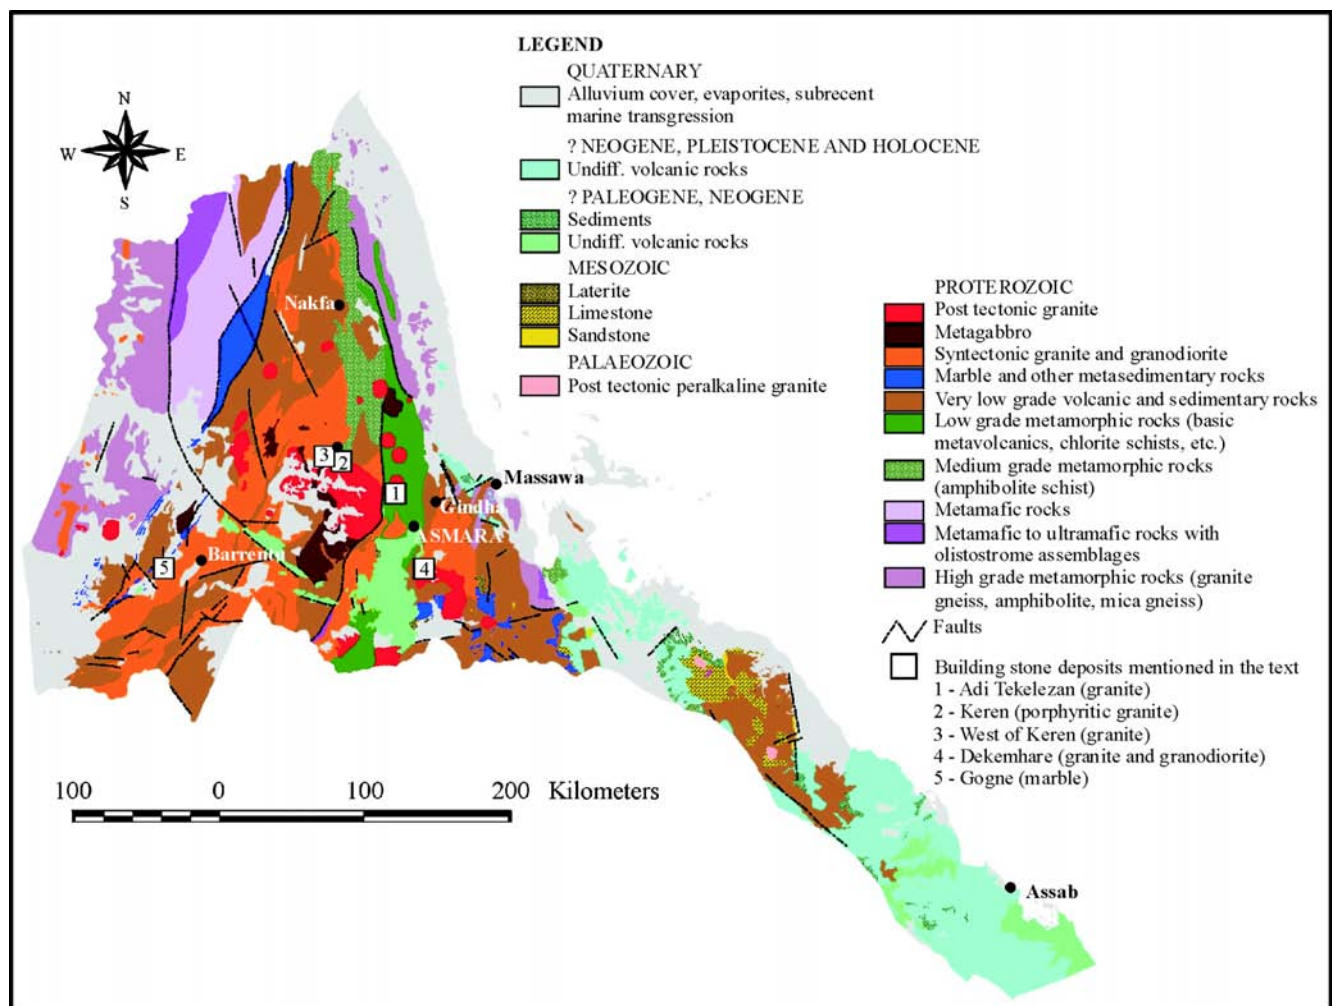 LEGEND
QUATERNARY
Alluvium cover, evaporites, subrecent
marine transgression
? NEOGENE, PLEISTOCENE AND HOLOCENE
Undiff. volcanic rocks
? PALEOGENE, NEOGENE
Sediments
Undiff. volcanic rocks
MESOZOIC
Laterite
Limestone
Sandstone
PALAEOZOIC
Post tectonic peralkaline granite
PROTEROZOIC
Post tectonic granite
Metagabbro
Syntectonic granite and granodiorite
Marble and other metasedimentary rocks
Very low grade volcanic and sedimentary rocks
Low grade metamorphic rocks (basic
metavolcanics, chlorite schists, etc.)
Medium grade metamorphic rocks
(amphibolite schist)
Metamafic rocks
Metamafic to ultramafic rocks with
olistostrome assemblages
High grade metamorphic rocks (granite
gneiss, amphibolite, mica gneiss)
Faults
Building stone deposits mentioned in the text
1 - Adi Tekelezan (granite)
2 - Keren (porphyritic granite)
3 - West of Keren (granite)
4 - Dekemhare (granite and granodiorite)
5 - Gogne (marble)
N
W E
S
Nakfa
3
2
1
Massawa
Gindha
ASMARA
Barrentu
5
4
Assab
100 0 100 200 Kilometers